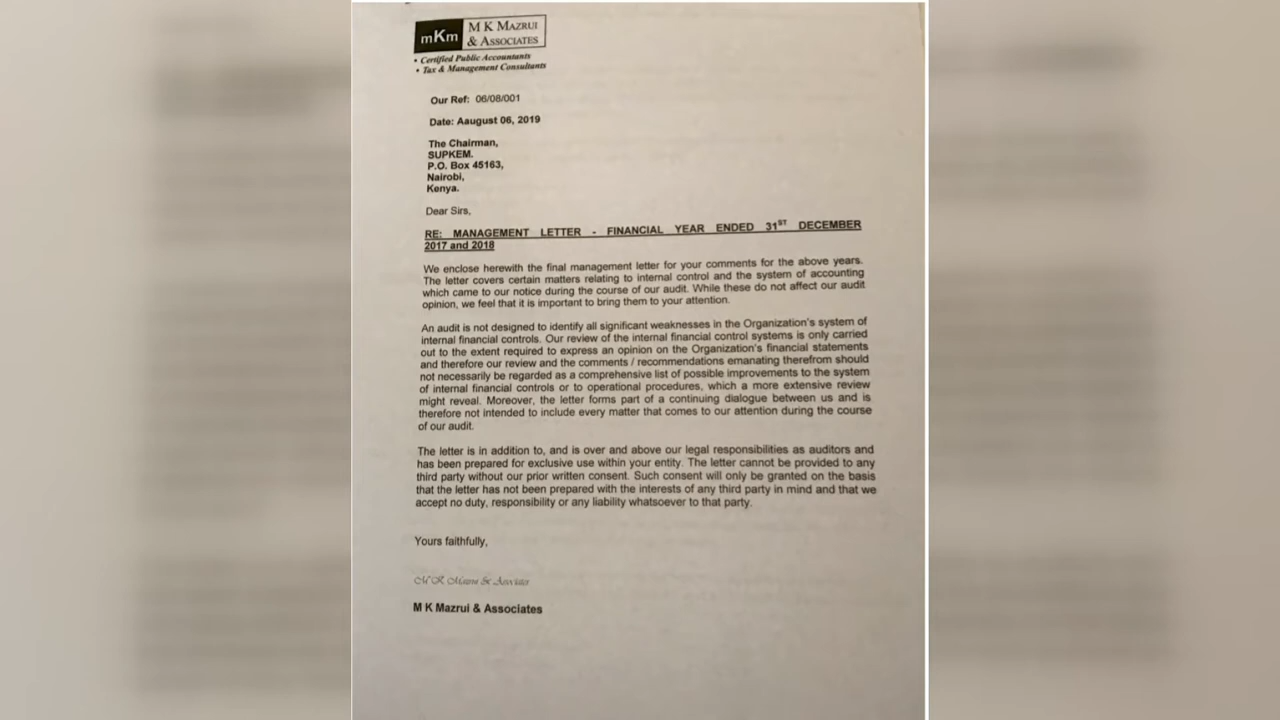 mKm
M K MAZRUI
& ASSOCIATES
• Certified Public Accountants
• Tax & Management Consultants
Our Ref: 06/08/001
Date: Aaugust 06, 2019
The Chairman,
SUPKEM.
P.O. Box 45163,
Nairobi,
Kenya.
Dear Sirs,
RE: MANAGEMENT LETTER - FINANCIAL YEAR ENDED 31ST DECEMBER
2017 and 2018
We enclose herewith the final management letter for your comments for the above years.
The letter covers certain matters relating to internal control and the system of accounting
which came to our notice during the course of our audit. While these do not affect our audit
opinion, we feel that it is important to bring them to your attention.
An audit is not designed to identify all significant weaknesses in the Organization's system of
internal financial controls. Our review of the internal financial control systems is only carried
out to the extent required to express an opinion on the Organization's financial statements
and therefore our review and the comments / recommendations emanating therefrom should
not necessarily be regarded as a comprehensive list of possible improvements to the system
of internal financial controls or to operational procedures, which a more extensive review
might reveal. Moreover, the letter forms part of a continuing dialogue between us and is
therefore not intended to include every matter that comes to our attention during the course
of our audit.
The letter is in addition to, and is over and above our legal responsibilities as auditors and
has been prepared for exclusive use within your entity. The letter cannot be provided to any
third party without our prior written consent. Such consent will only be granted on the basis
that the letter has not been prepared with the interests of any third party in mind and that we
accept no duty, responsibility or any liability whatsoever to that party.
Yours faithfully,
M K Mazrui & Associates
M K Mazrui & Associates